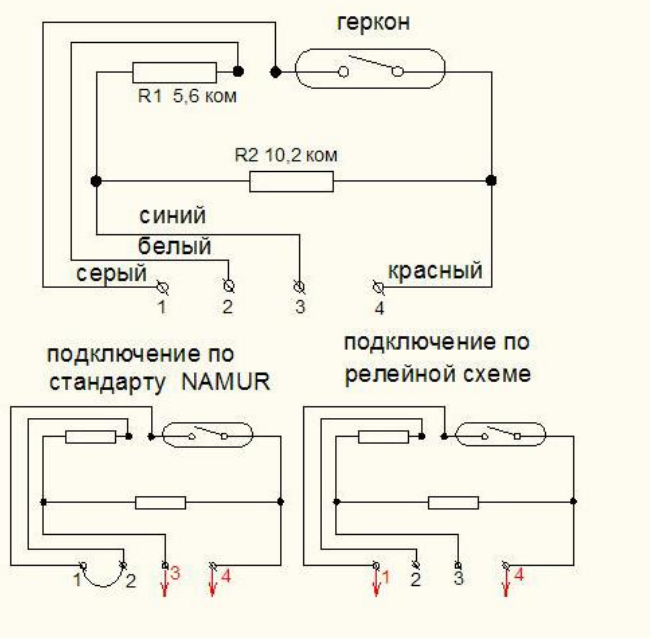 геркон
R1 5,6 ком
R2 10,2 ком
синий
белый
серый
красный
1 2 3 4
подключение по
стандарту NAMUR
подключение по
релейной схеме
1 2 3 4
1 2 3 4